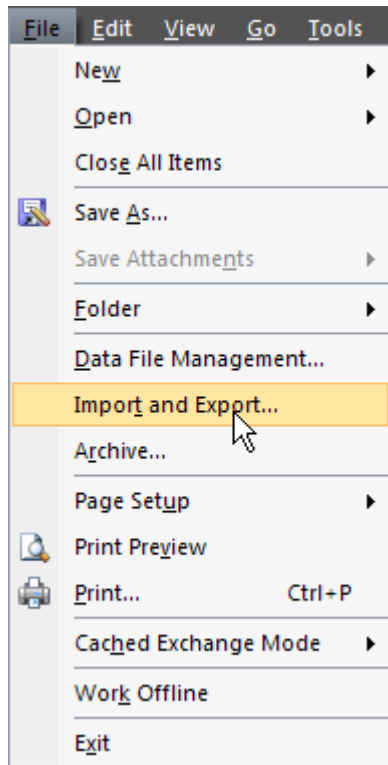 File Edit View Go Tools
New
Open
Close All Items
Save As...
Save Attachments
Folder
Data File Management...
Import and Export...
Archive...
Page Setup
Print Preview
Print... Ctrl+P
Cached Exchange Mode
Work Offline
Exit